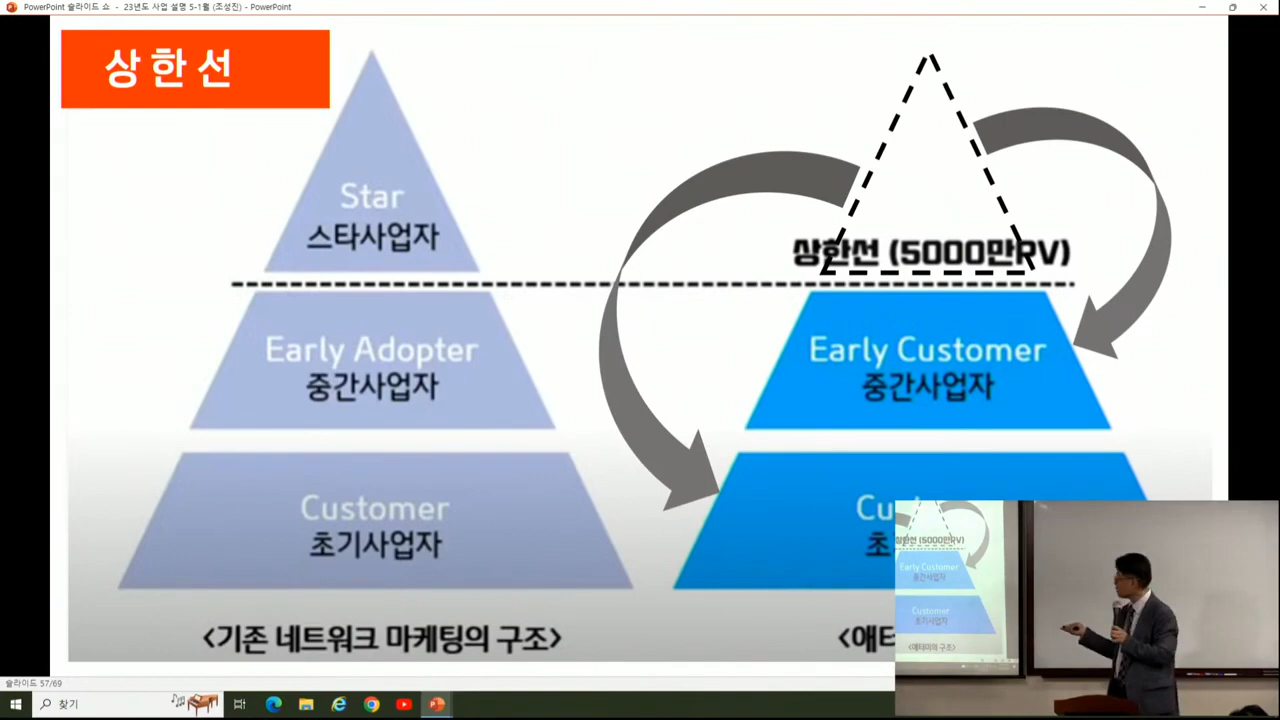 PowerPoint 슬라이드 쇼 - 23년도 사업 설명 5-1월 (조성진) - PowerPoint
상한선
Star
스타사업자
상한선 (5000만RV)
Early Adopter
중간사업자
Early Customer
중간사업자
Customer
초기사업자
Cu
초
<기존 네트워크 마케팅의 구조>
<애터미
상한선 (5000만RV)
Early Customer
중간사업자
Customer
초기사업자
<애터미의 구조>
슬라이드 57/69
찾기